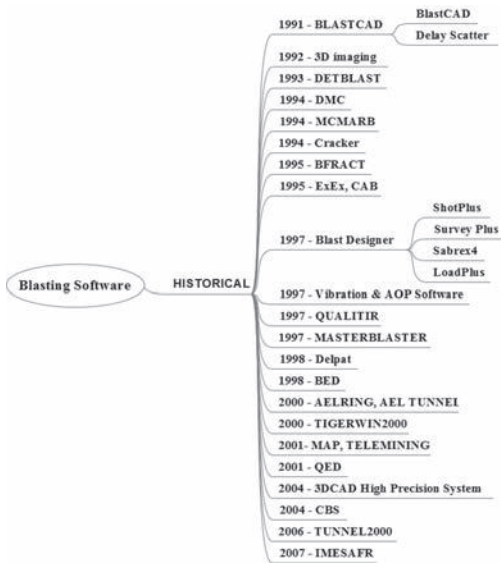 1991 - BLASTCAD
BlastCAD
Delay Scatter
1992 - 3D imaging
1993 - DETBLAST
1994 - DMC
1994 - MCMARB
1994 - Cracker
1995 - BFRACT
1995 - ExEx, CAB
1997 - Blast Designer
ShotPlus
Survey Plus
Sabrex4
LoadPlus
Blasting Software
HISTORICAL
1997 - Vibration & AOP Software
1997 - QUALITIR
1997 - MASTERBLASTER
1998 - Delpat
1998 - BED
2000 - AELRING, AEL TUNNEL
2000 - TIGERWIN2000
2001- MAP, TELEMINING
2001 - QED
2004 - 3DCAD High Precision System
2004 - CBS
2006 - TUNNEL2000
2007 - IMESAFR